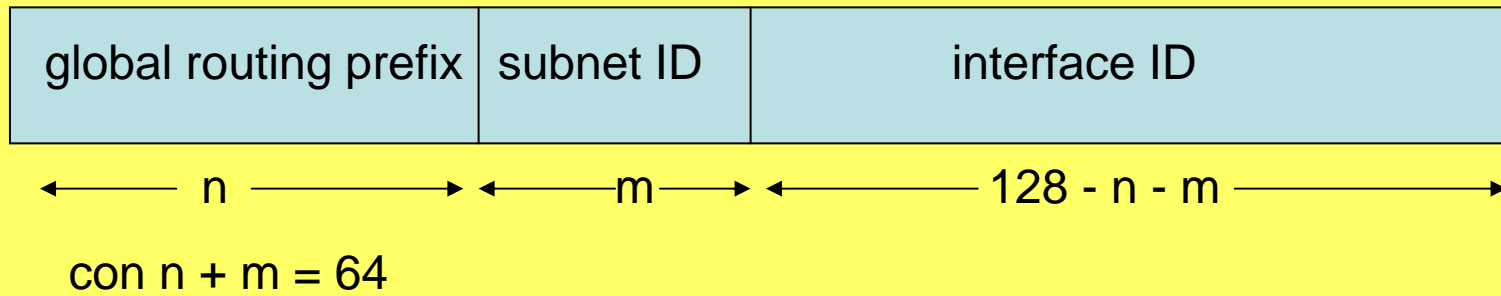 global routing prefix subnet ID interface ID
n m 128 - n - m
con n + m = 64